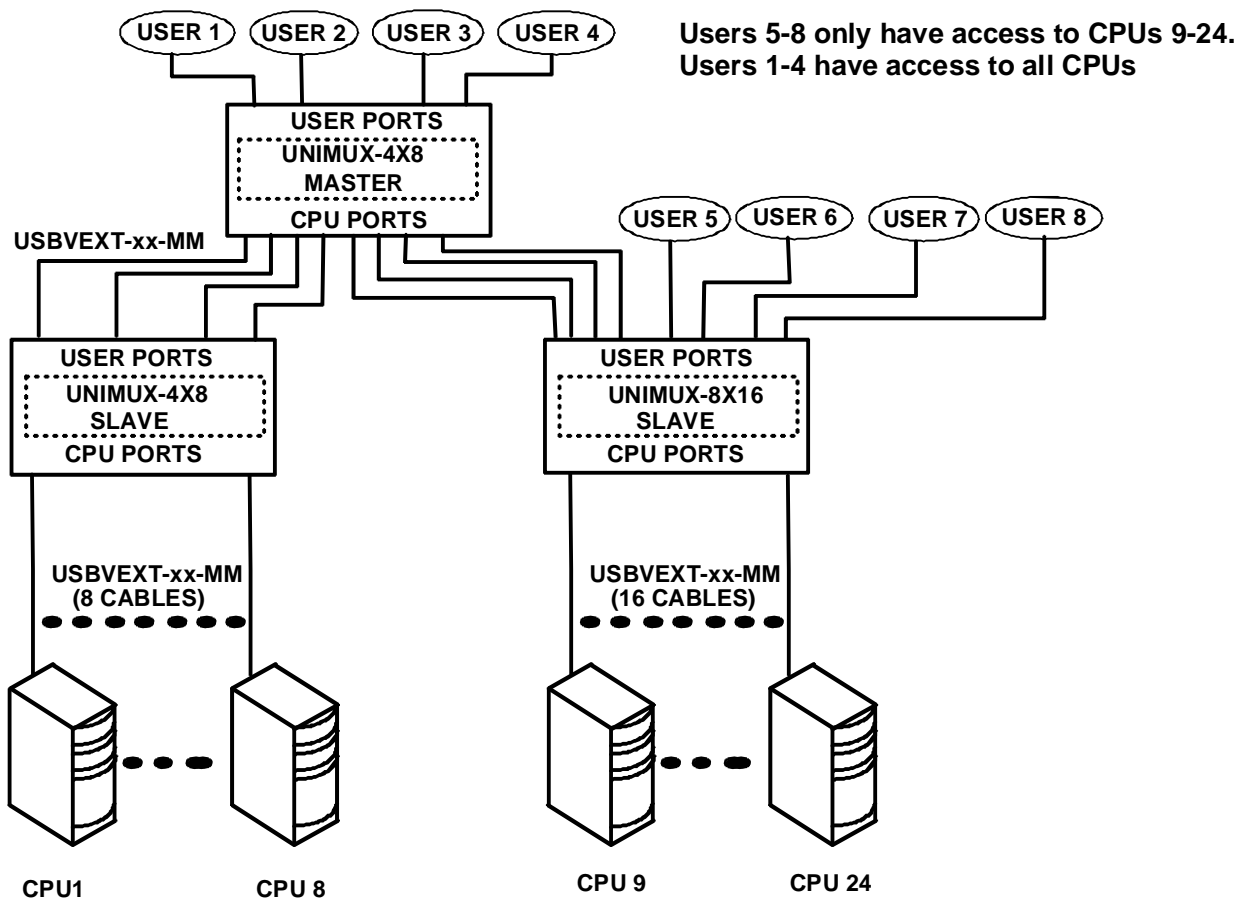 USER 1
USER 2
USER 3
USER 4
Users 5-8 only have access to CPUs 9-24.
Users 1-4 have access to all CPUs
USER PORTS
UNIMUX-4X8
MASTER
CPU PORTS
USBVEXT-xx-MM
USER 5
USER 6
USER 7
USER 8
USER PORTS
UNIMUX-4X8
SLAVE
CPU PORTS
USER PORTS
UNIMUX-8X16
SLAVE
CPU PORTS
USBVEXT-xx-MM
(8 CABLES)
USBVEXT-xx-MM
(16 CABLES)
CPU1
CPU 8
CPU 9
CPU 24